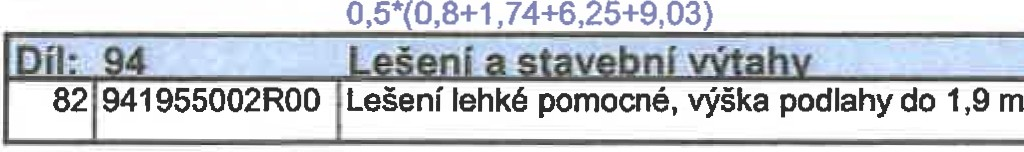 0,5*(0,8+1,74+6,25+9,03)
Díl: 94 Lešení a stavební výtahy
82 941955002R00 Lešení lehké pomocné, výška podlahy do 1,9 m